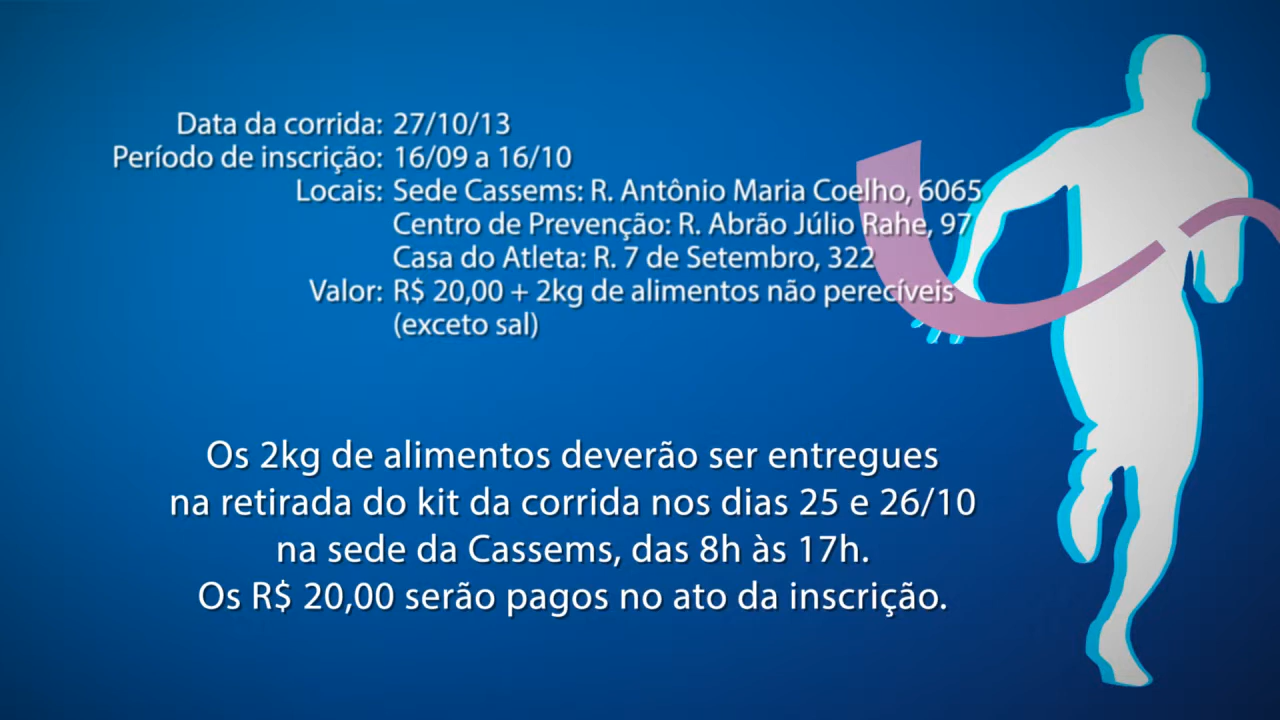 Data da corrida: 27/10/13
Período de inscrição: 16/09 a 16/10
Locais: Sede Cassems: R. Antônio Maria Coelho, 6065
Centro de Prevenção: R. Abrão Júlio Rahe, 97
Casa do Atleta: R. 7 de Setembro, 322
Valor: R$ 20,00 + 2kg de alimentos não perecíveis
(exceto sal)
Os 2kg de alimentos deverão ser entregues
na retirada do kit da corrida nos dias 25 e 26/10
na sede da Cassems, das 8h às 17h.
Os R$ 20,00 serão pagos no ato da inscrição.